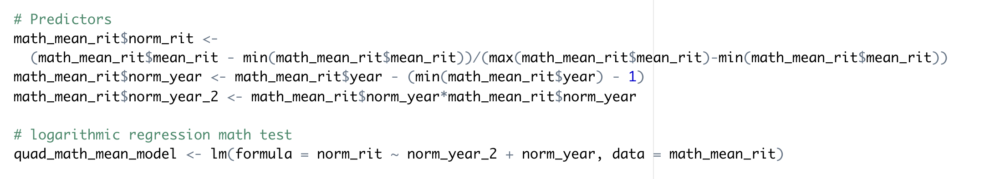 # Predictors
math_mean_rit$norm_rit <-
  (math_mean_rit$mean_rit - min(math_mean_rit$mean_rit))/(max(math_mean_rit$mean_rit)-min(math_mean_rit$mean_rit))
math_mean_rit$norm_year <- math_mean_rit$year - (min(math_mean_rit$year) - 1)
math_mean_rit$norm_year_2 <- math_mean_rit$norm_year*math_mean_rit$norm_year

# logarithmic regression math test
quad_math_mean_model <- lm(formula = norm_rit ~ norm_year_2 + norm_year, data = math_mean_rit)